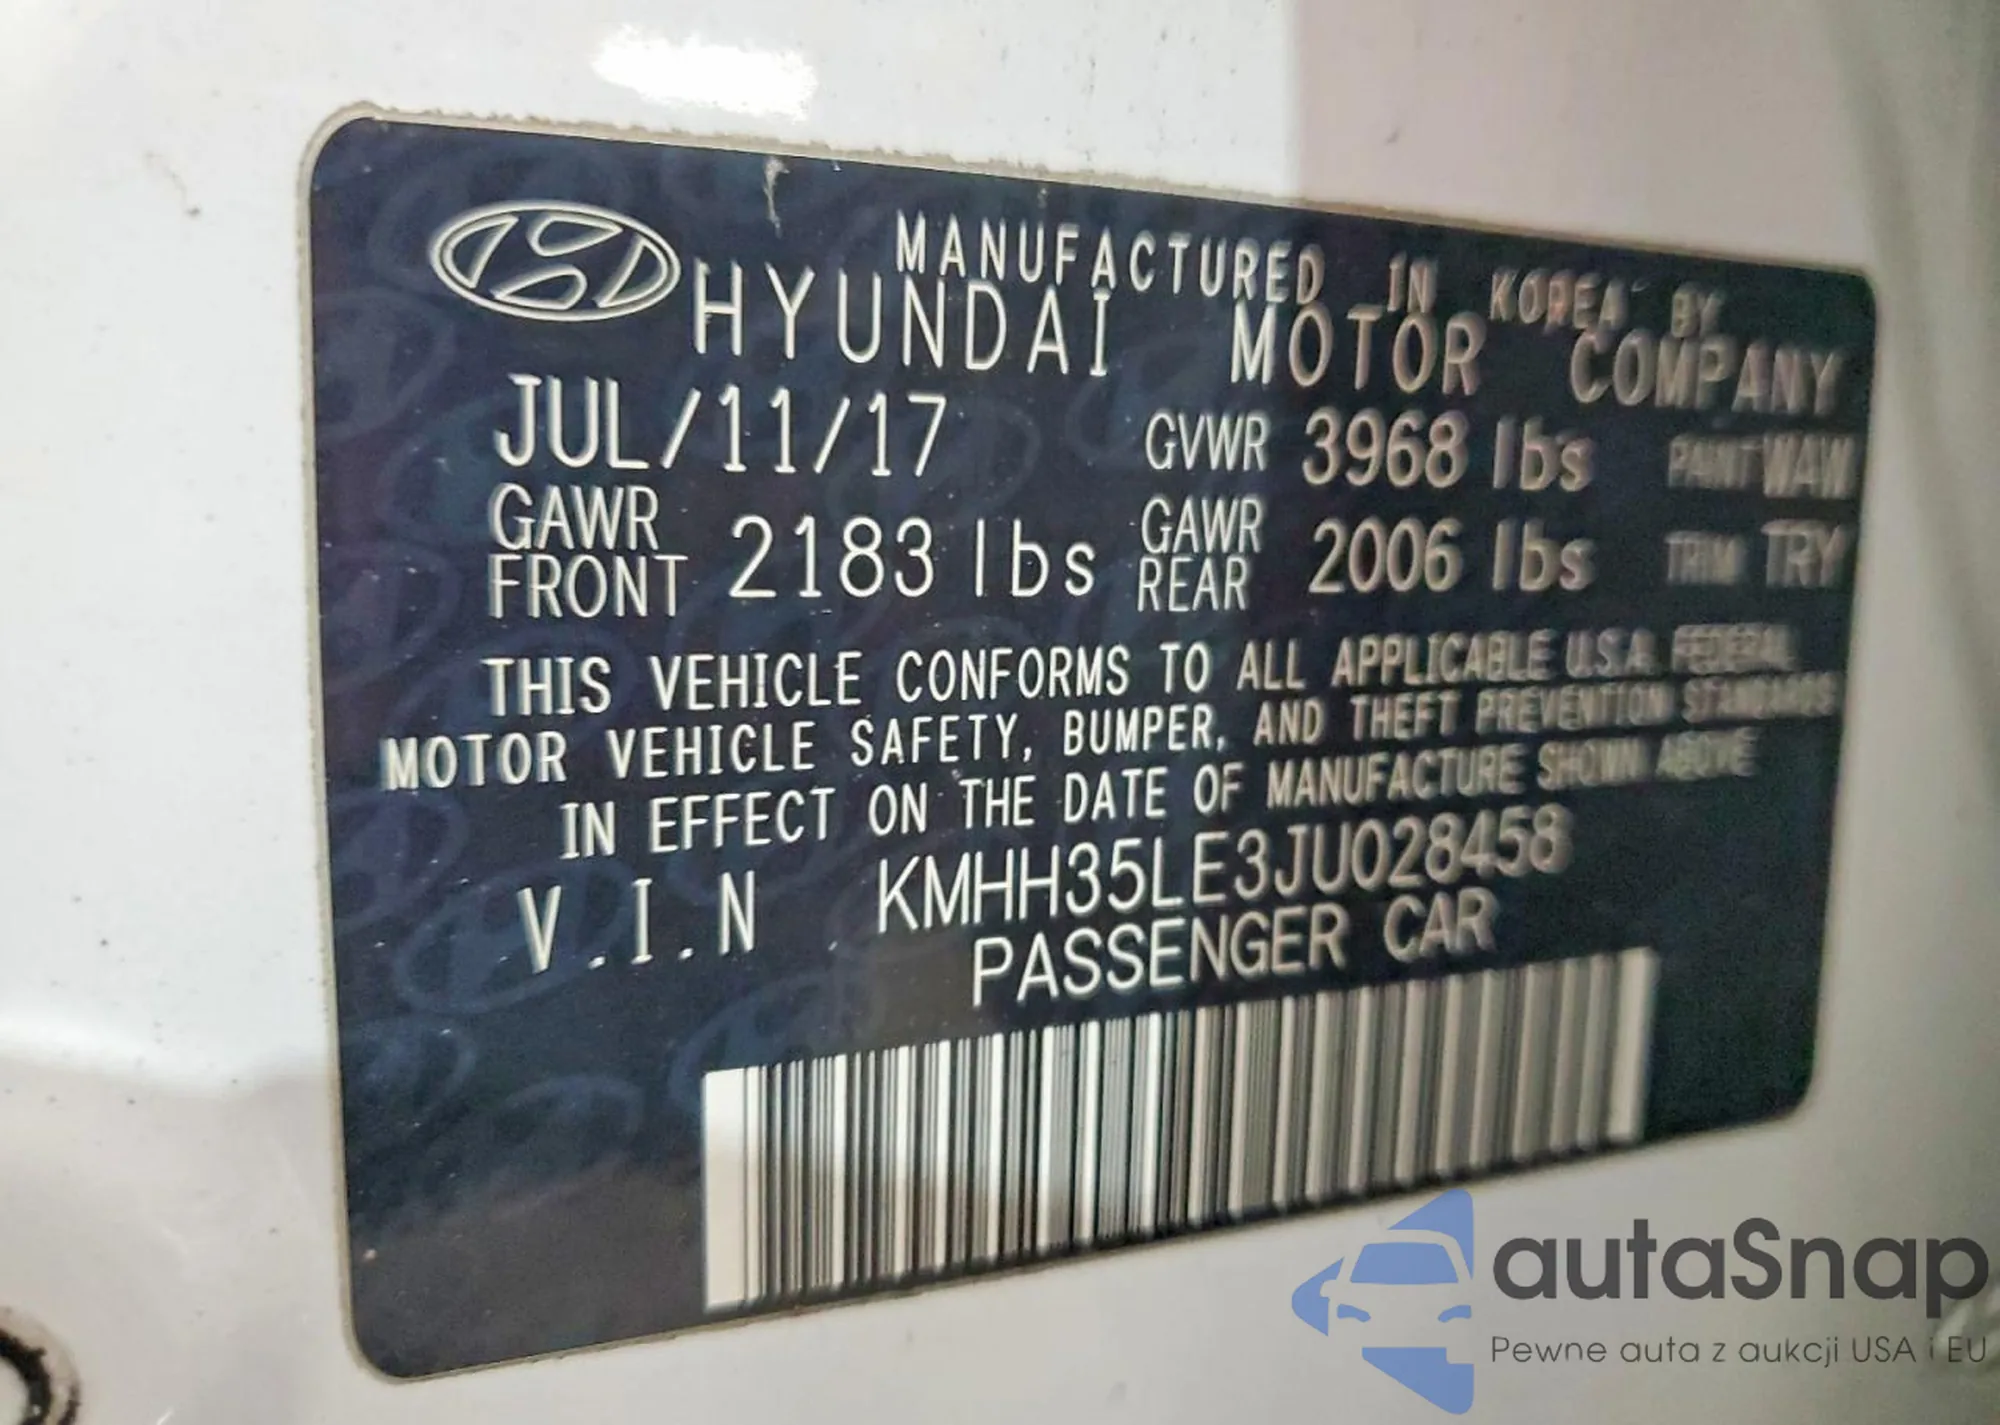 MANUFACTURED IN KOREA BY
HYUNDAI MOTOR COMPANY
JUL/11/17 GVWR 3968 lbs PAINT WAW
GAWR FRONT 2183 lbs GAWR REAR 2006 lbs TRIM TRY
THIS VEHICLE CONFORMS TO ALL APPLICABLE U.S.A. FEDERAL
MOTOR VEHICLE SAFETY, BUMPER, AND THEFT PREVENTION STANDARDS
IN EFFECT ON THE DATE OF MANUFACTURE SHOWN ABOVE
V.I.N. KMHH35LE3JU028458
PASSENGER CAR
autaSnap
Pewne auta z aukcji USA i EU